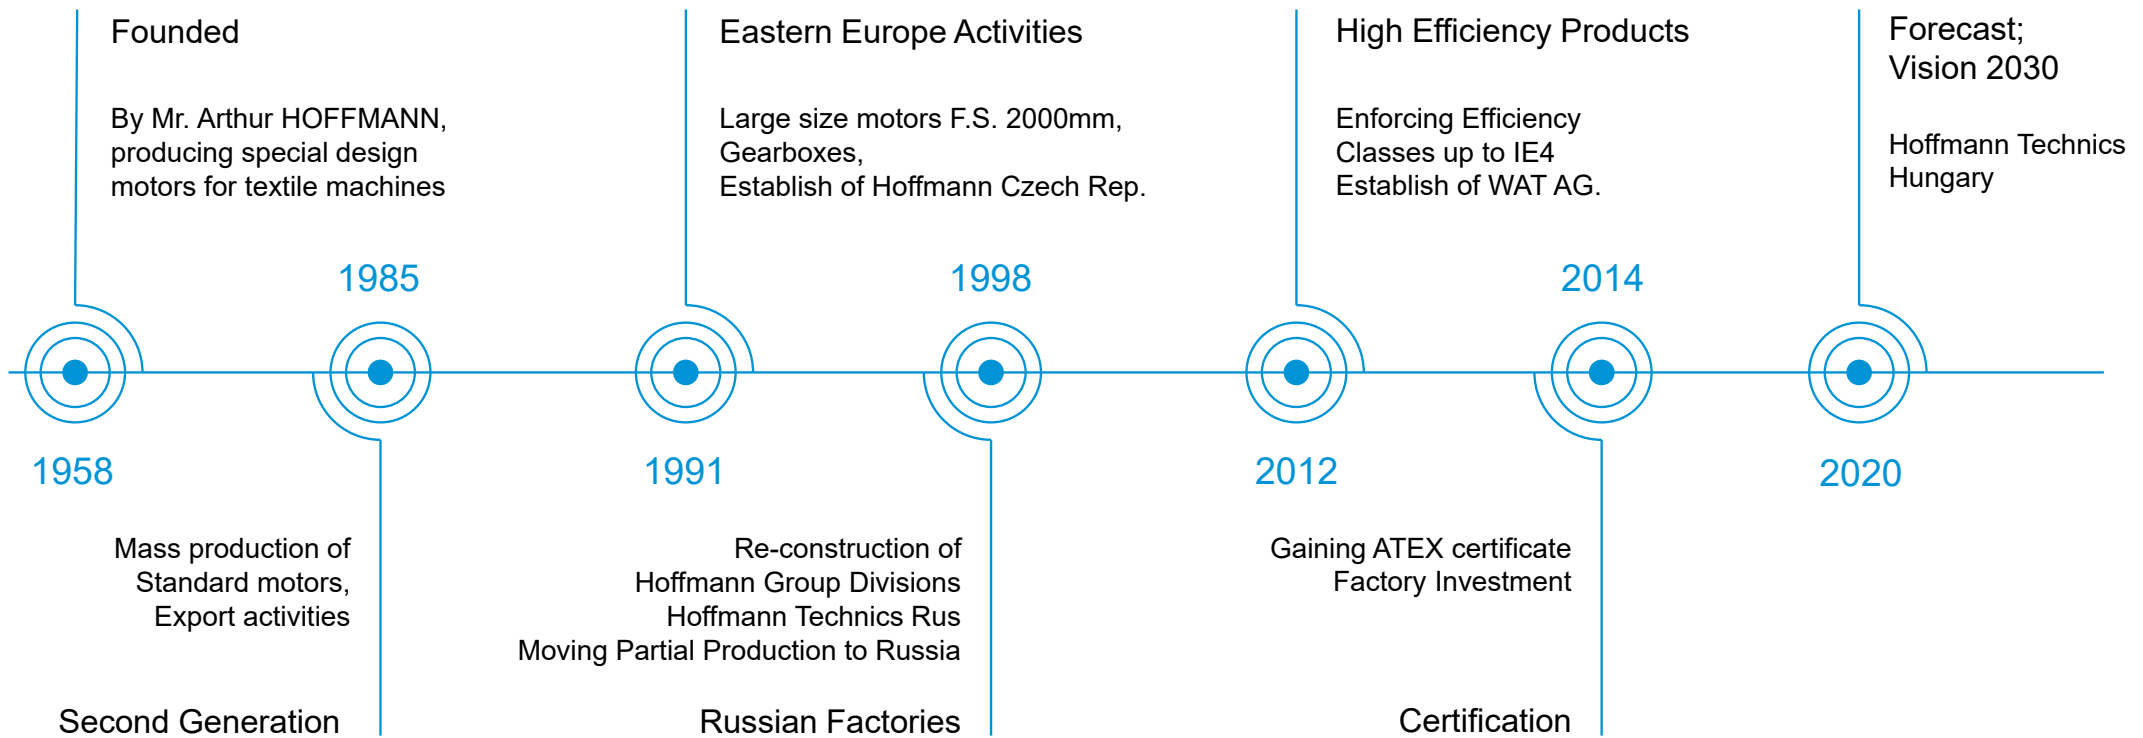 Founded
By Mr. Arthur HOFFMANN,
producing special design
motors for textile machines
1958
1985
Mass production of
Standard motors,
Export activities
Second Generation
Eastern Europe Activities
Large size motors F.S. 2000mm,
Gearboxes,
Establish of Hoffmann Czech Rep.
1991
1998
Re-construction of
Hoffmann Group Divisions
Hoffmann Technics Rus
Moving Partial Production to Russia
Russian Factories
High Efficiency Products
Enforcing Efficiency
Classes up to IE4
Establish of WAT AG.
2012
2014
Gaining ATEX certificate
Factory Investment
Certification
Forecast;
Vision 2030
Hoffmann Technics
Hungary
2020